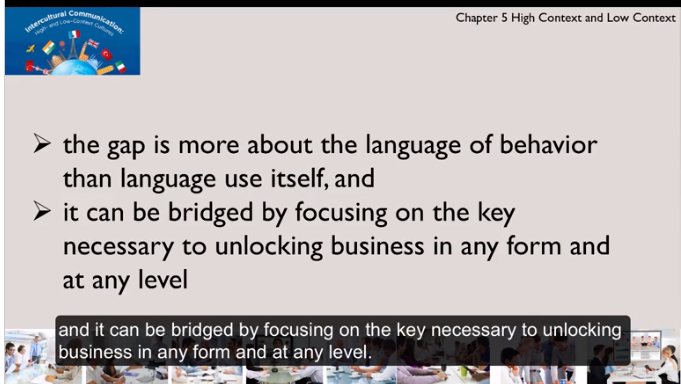 Intercultural Communication:
High- and Low-Context Cultures
Chapter 5 High Context and Low Context
➢ the gap is more about the language of behavior
than language use itself, and
➢ it can be bridged by focusing on the key
necessary to unlocking business in any form and
at any level
and it can be bridged by focusing on the key necessary to unlocking
business in any form and at any level.